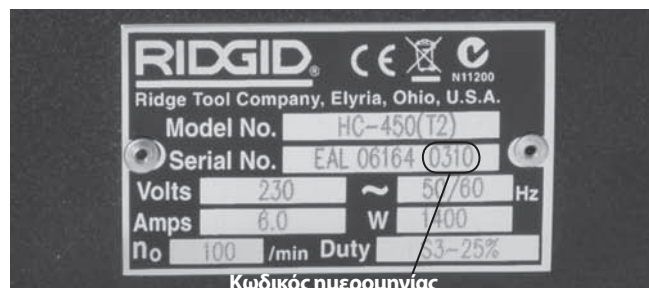 RIDGID®
CE
N11200
Ridge Tool Company, Elyria, Ohio, U.S.A.
Model No. HC-450(T2)
Serial No. EAL 06164 0310
Volts 230 ~ 50/60 Hz
Amps 6.0 W 1400
no 100 /min Duty S3~25%
Κωδικός ημερομηνίας